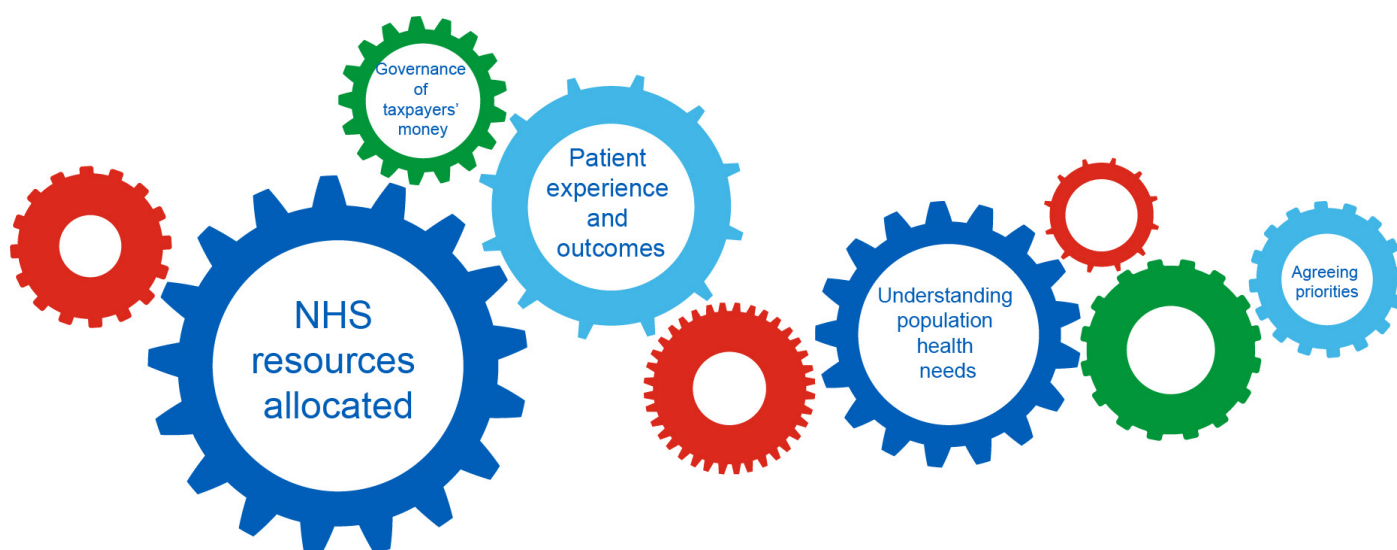 Governance
of
taxpayers’
money
Patient
experience
and
outcomes
NHS
resources
allocated
Understanding
population
health
needs
Agreeing
priorities